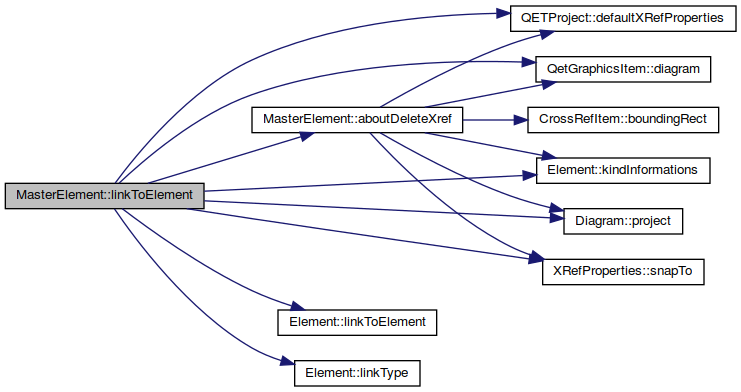 QETProject::defaultXRefProperties
QetGraphicsItem::diagram
MasterElement::aboutDeleteXref
CrossRefItem::boundingRect
Element::kindInformations
MasterElement::linkToElement
Diagram::project
XRefProperties::snapTo
Element::linkToElement
Element::linkType